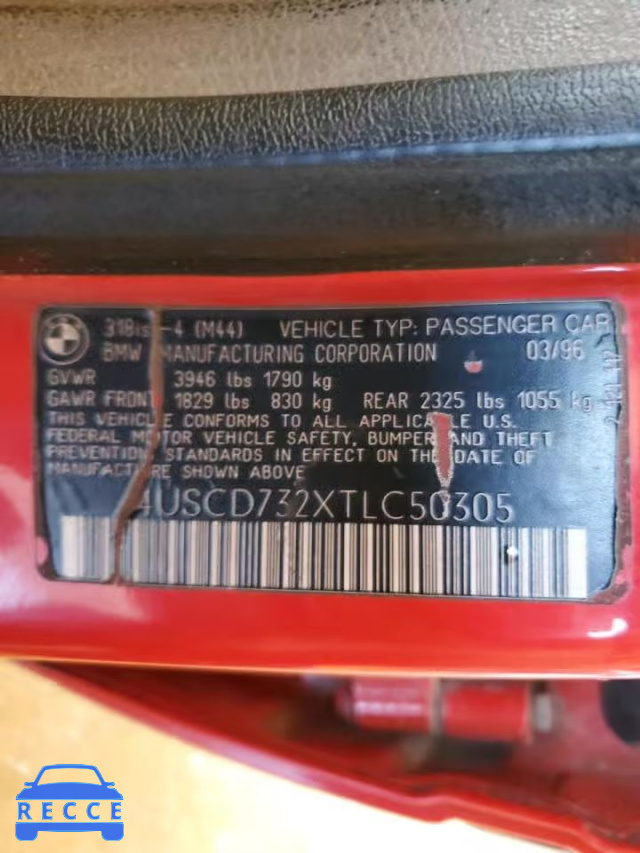 318is -4 (M44) VEHICLE TYP: PASSENGER CAR
BMW MANUFACTURING CORPORATION 03/96
GVWR 3946 lbs 1790 kg
GAWR FRONT 1829 lbs 830 kg REAR 2325 lbs 1055 kg
THIS VEHICLE CONFORMS TO ALL APPLICABLE U.S.
FEDERAL MOTOR VEHICLE SAFETY, BUMPER AND THEFT
PREVENTION STANDARDS IN EFFECT ON THE DATE OF
MANUFACTURE SHOWN ABOVE
4USCD732XTLC50305
RECCE